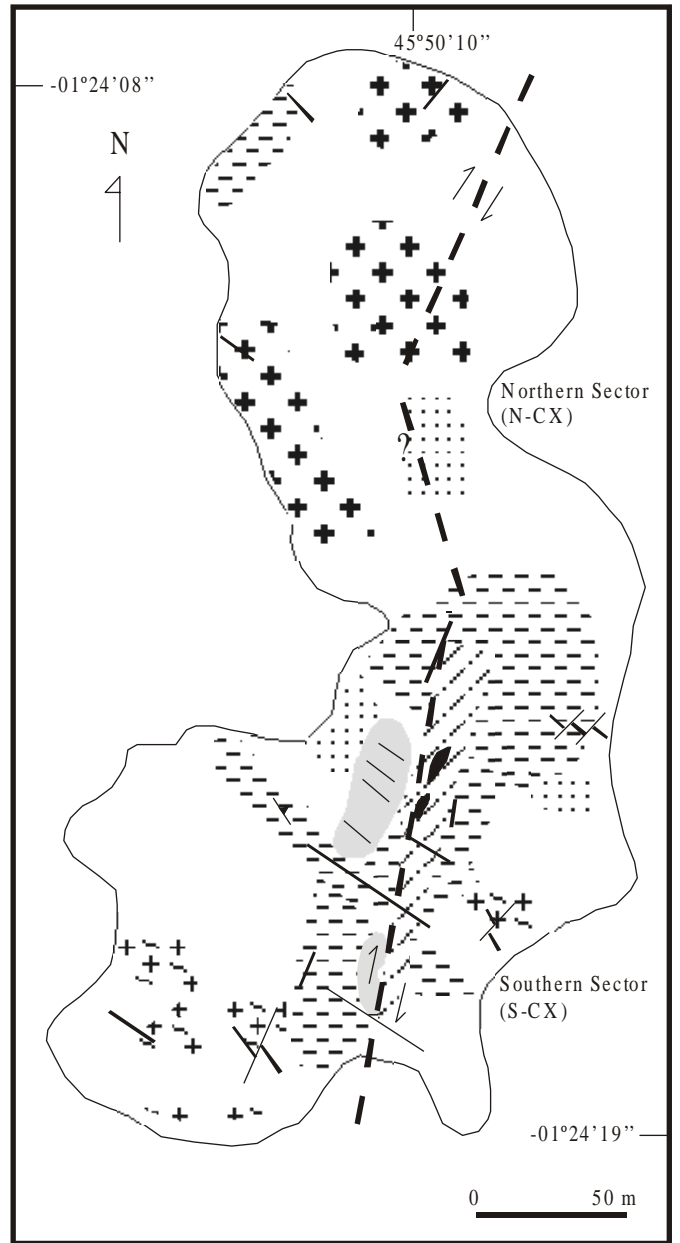 45º50’10’’
-01º24’08’’
N
Northern Sector
(N-CX)
?
Southern Sector
(S-CX)
-01º24’19’’
0 50 m